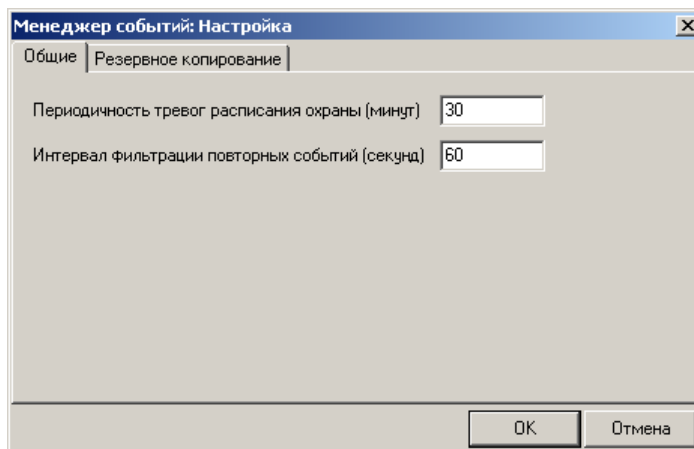 Менеджер событий: Настройка
Общие Резервное копирование
Периодичность тревог расписания охраны (минут) 30
Интервал фильтрации повторных событий (секунд) 60
OK Отмена